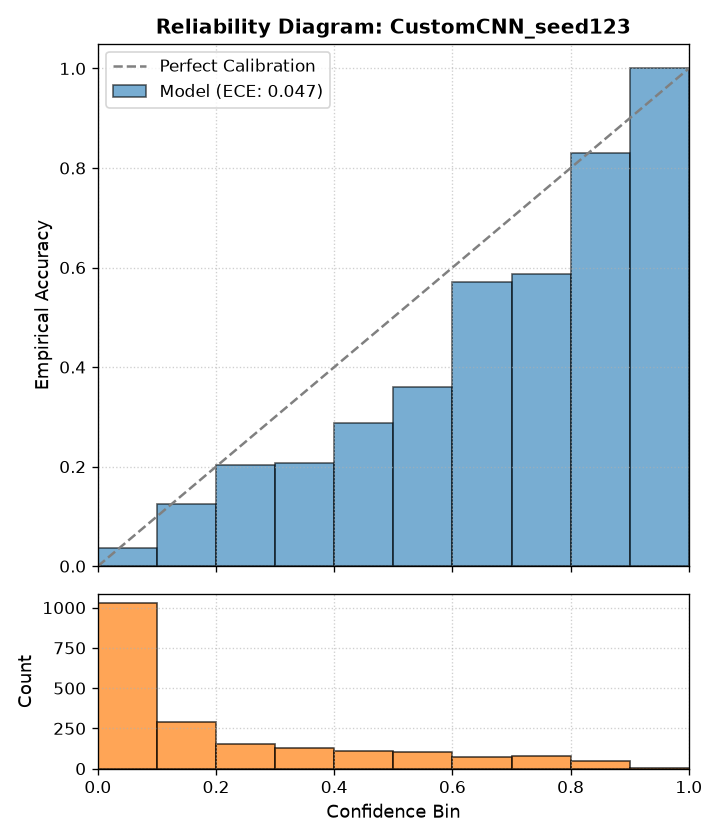 Reliability Diagram: CustomCNN_seed123
Perfect Calibration
Model (ECE: 0.047)
Empirical Accuracy
1.0
0.8
0.6
0.4
0.2
0.0
Count
1000
750
500
250
0
0.0 0.2 0.4 0.6 0.8 1.0
Confidence Bin